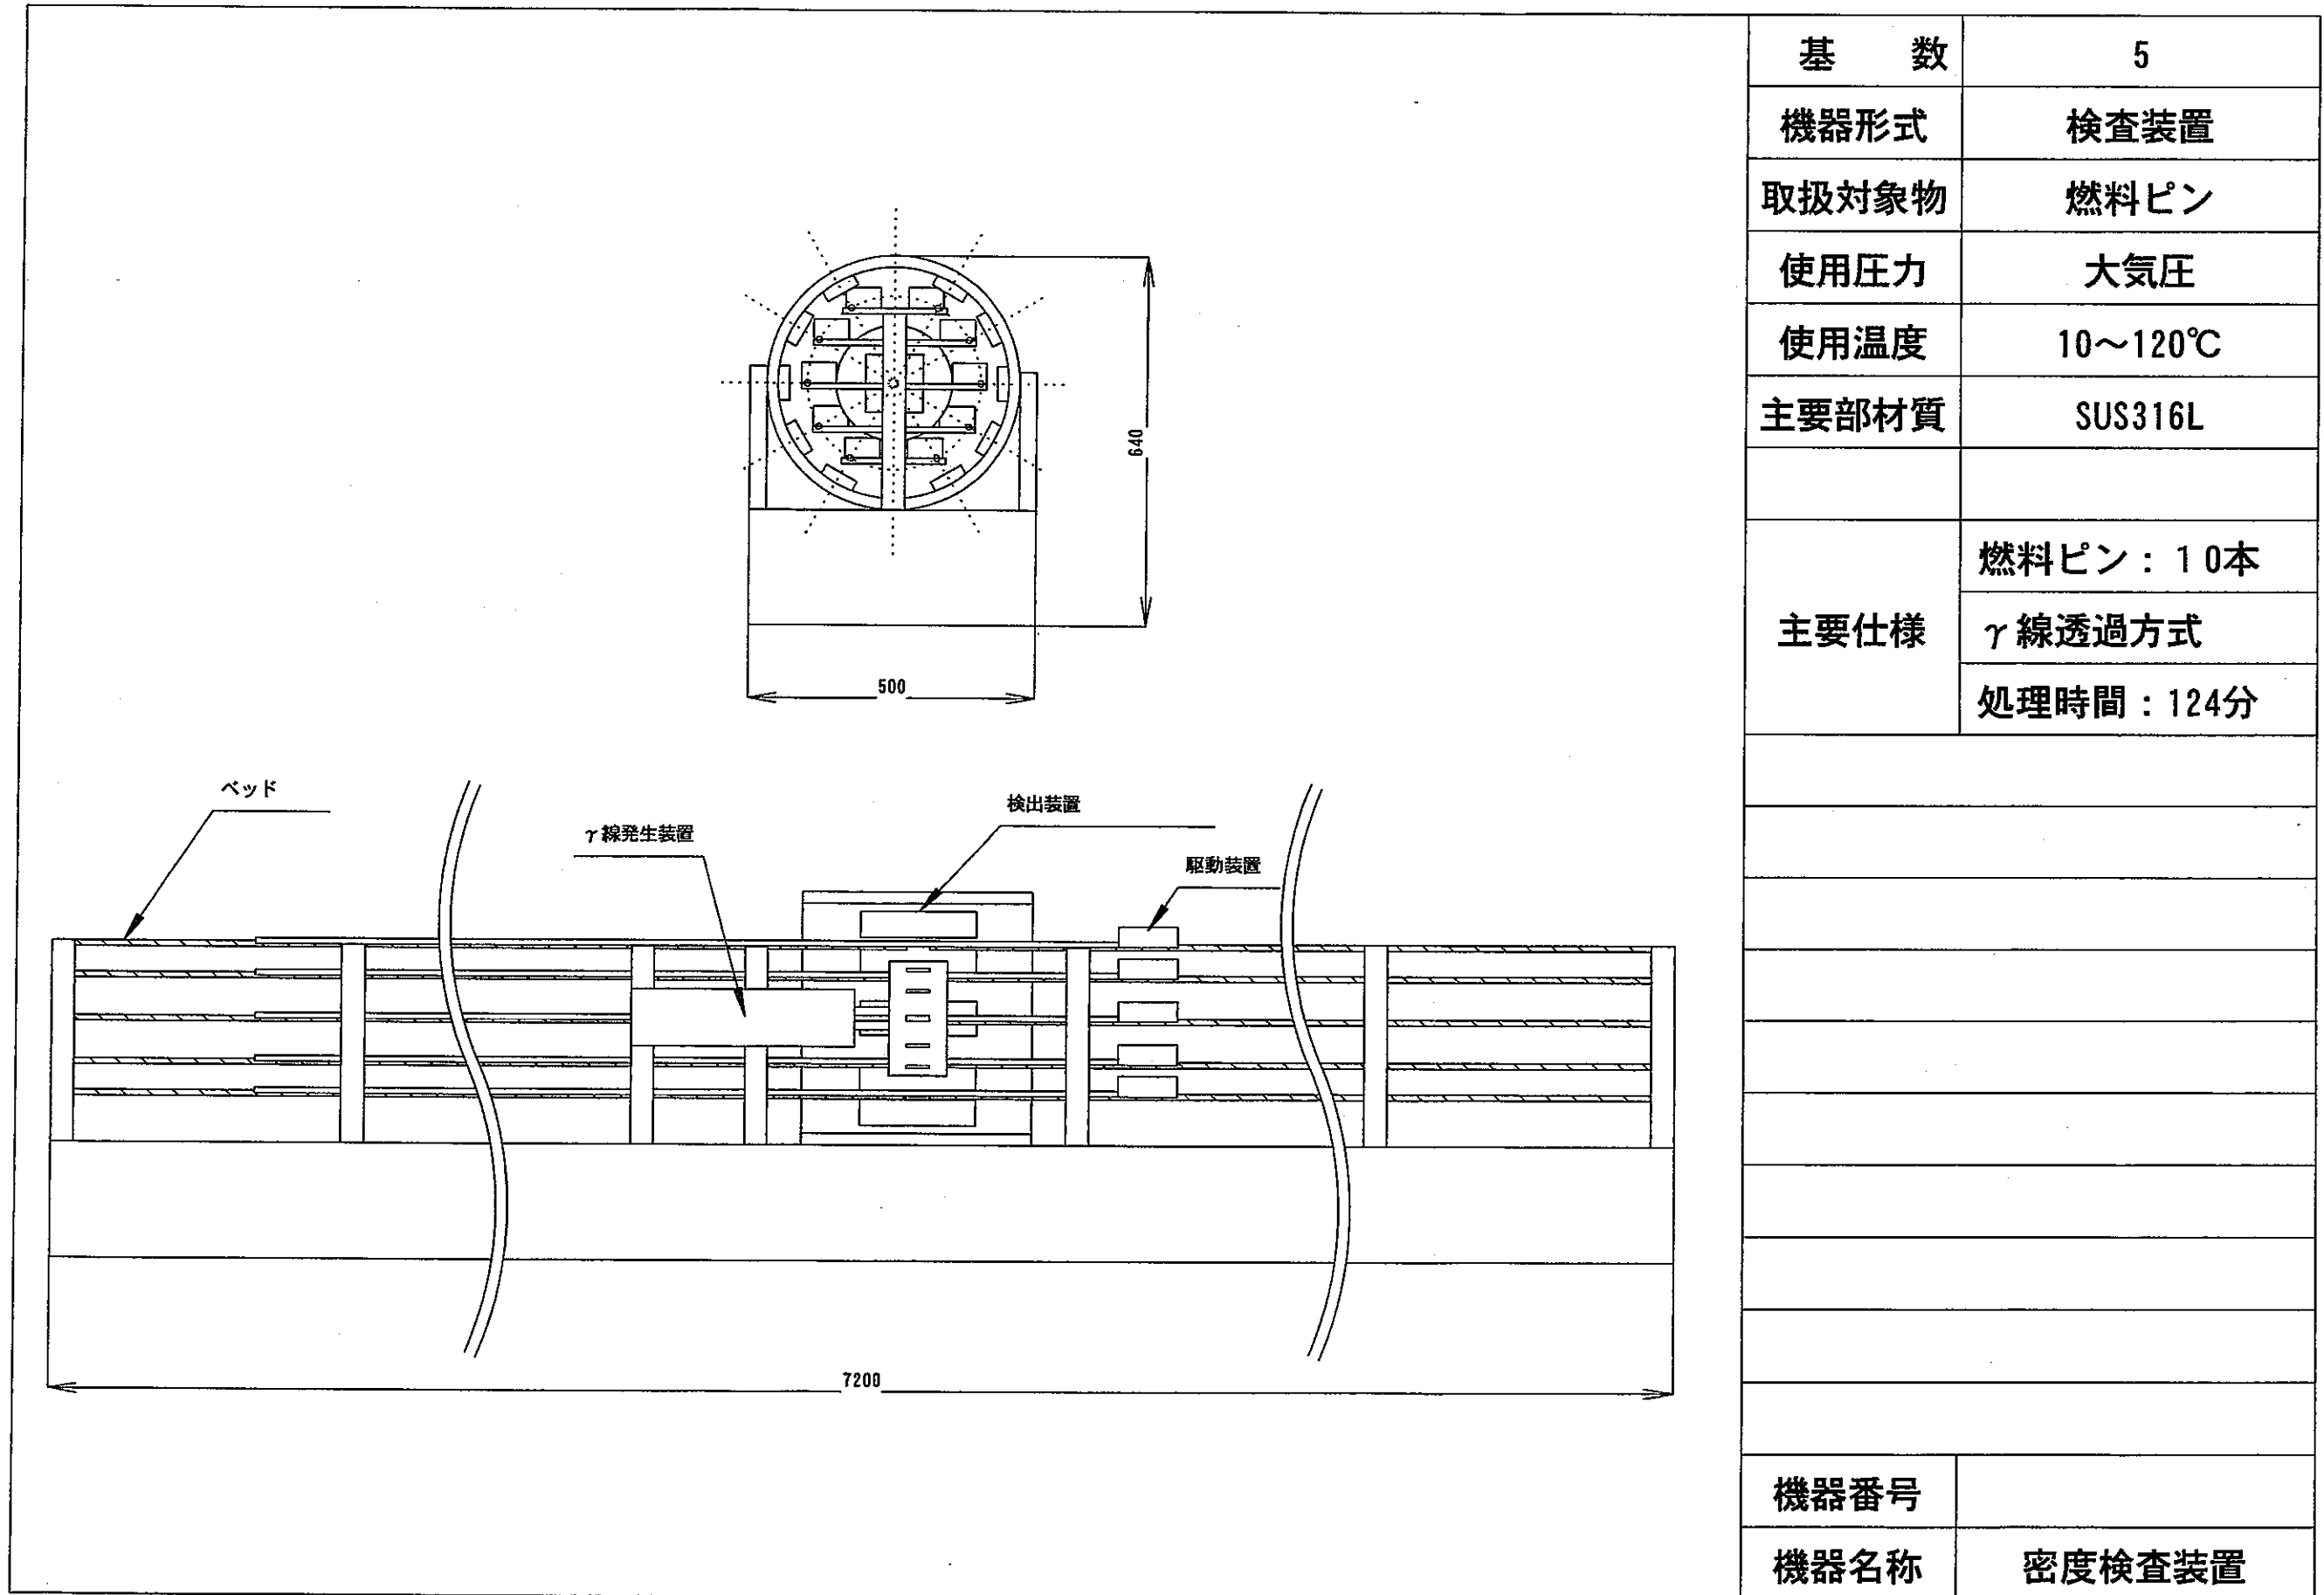 基 数 5
機器形式 検査装置
取扱対象物 燃料ピン
使用圧力 大気圧
使用温度 10～120℃
主要部材質 SUS316L
主要仕様
燃料ピン：１０本
γ線透過方式
処理時間：124分
640
500
ベッド
γ線発生装置
検出装置
駆動装置
7200
機器番号
機器名称 密度検査装置